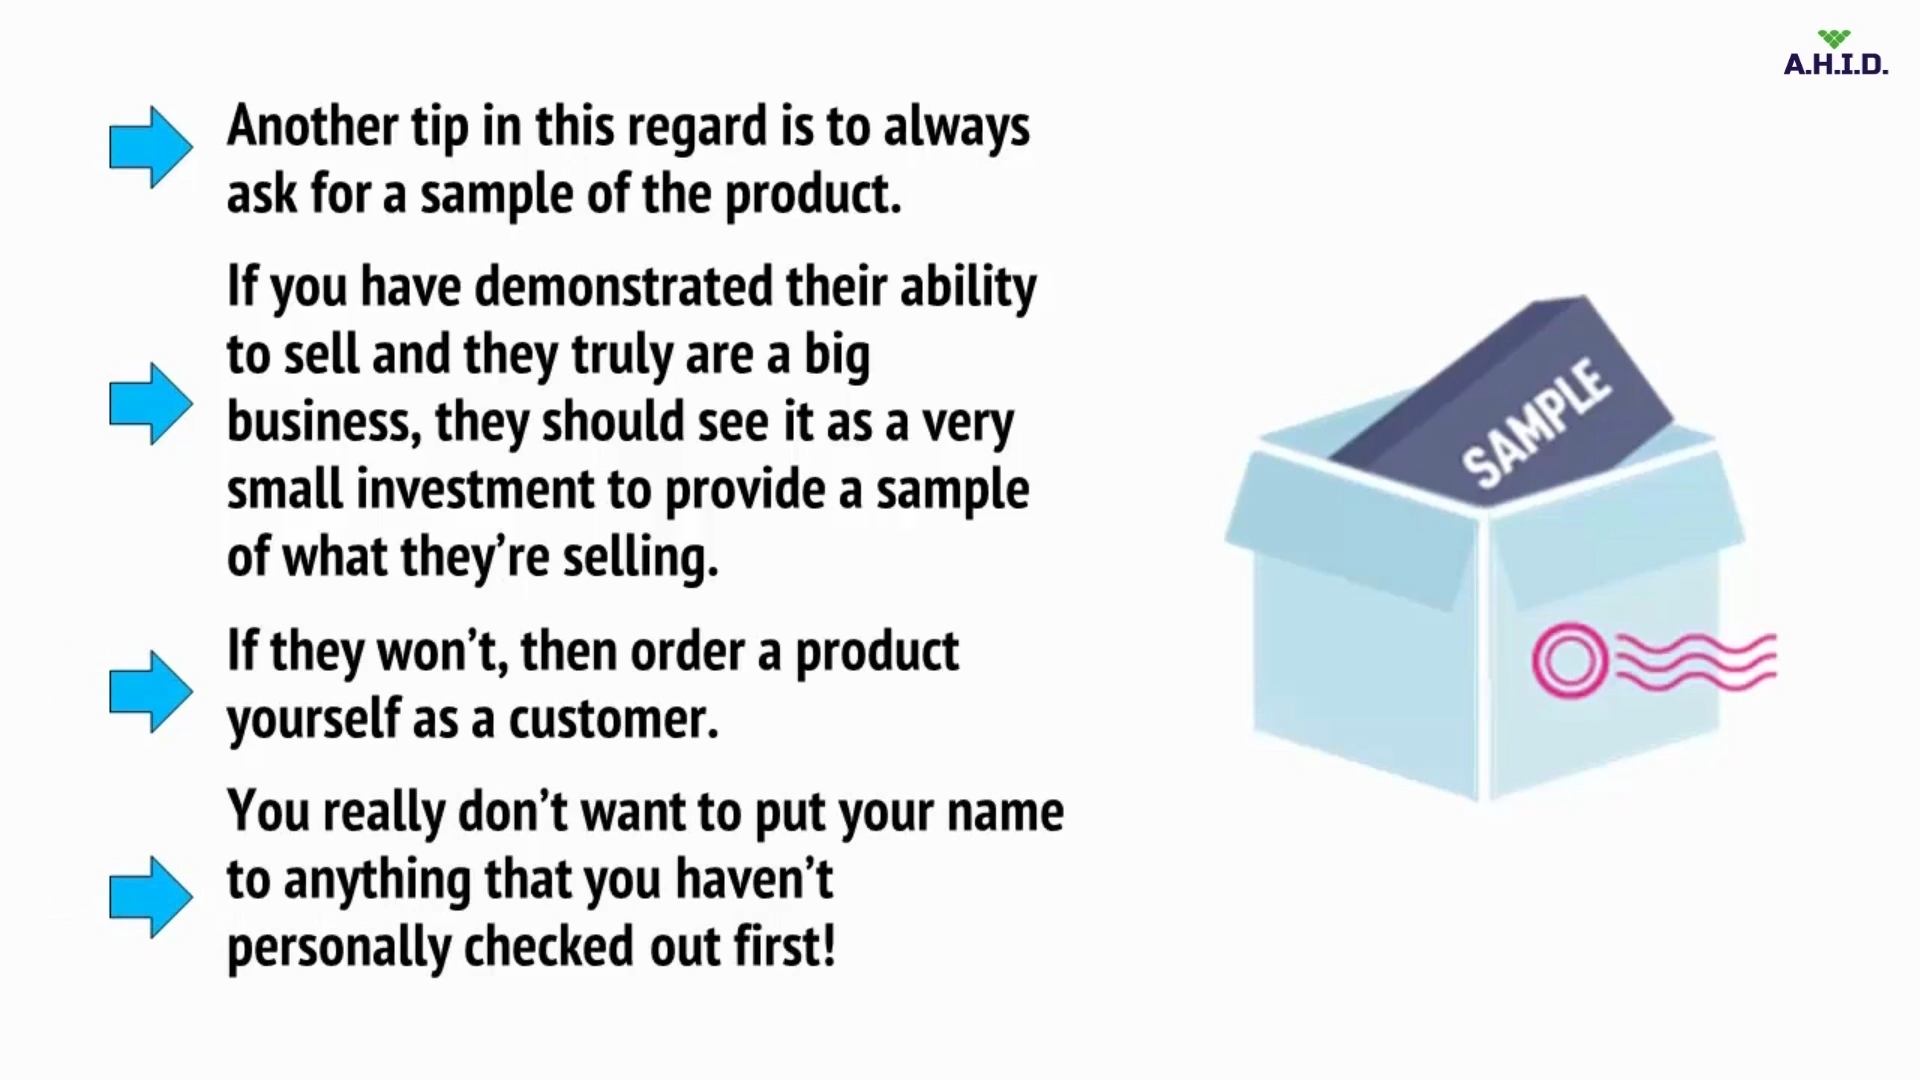 A.H.I.D.
Another tip in this regard is to always
ask for a sample of the product.
If you have demonstrated their ability
to sell and they truly are a big
business, they should see it as a very
small investment to provide a sample
of what they’re selling.
If they won’t, then order a product
yourself as a customer.
You really don’t want to put your name
to anything that you haven’t
personally checked out first!
SAMPLE